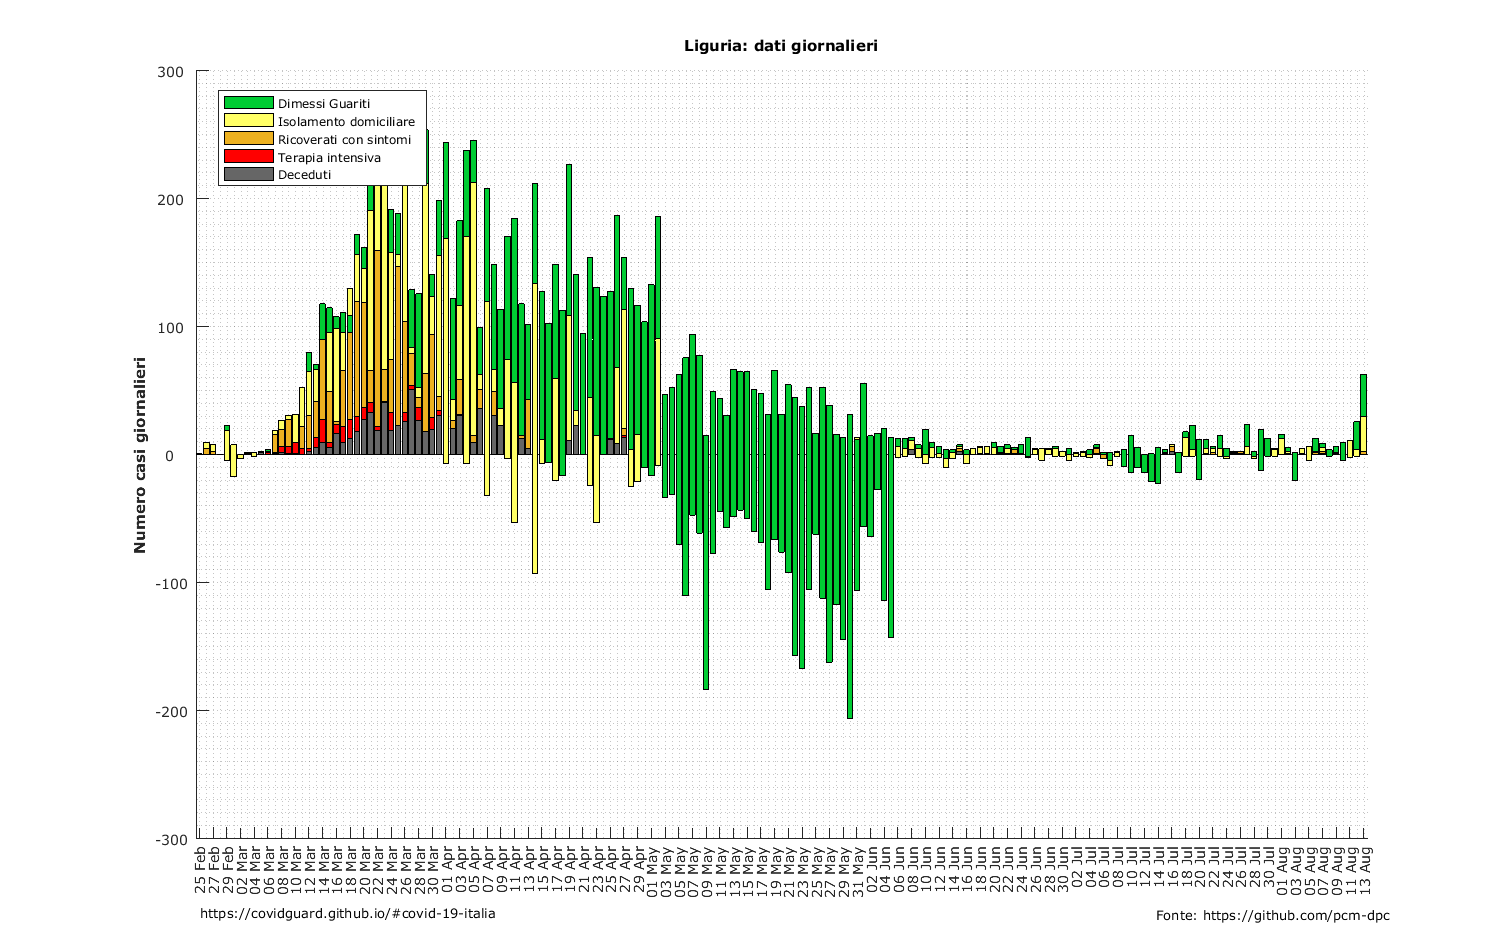 Liguria: dati giornalieri
300
200
100
0
-100
-200
-300
Numero casi giornalieri
Dimessi Guariti
Isolamento domiciliare
Ricoverati con sintomi
Terapia intensiva
Deceduti
25 Feb
27 Feb
29 Feb
02 Mar
04 Mar
06 Mar
08 Mar
10 Mar
12 Mar
14 Mar
16 Mar
18 Mar
20 Mar
22 Mar
24 Mar
26 Mar
28 Mar
30 Mar
01 Apr
03 Apr
05 Apr
07 Apr
09 Apr
11 Apr
13 Apr
15 Apr
17 Apr
19 Apr
21 Apr
23 Apr
25 Apr
27 Apr
29 Apr
01 May
03 May
05 May
07 May
09 May
11 May
13 May
15 May
17 May
19 May
21 May
23 May
25 May
27 May
29 May
31 May
02 Jun
04 Jun
06 Jun
08 Jun
10 Jun
12 Jun
14 Jun
16 Jun
18 Jun
20 Jun
22 Jun
24 Jun
26 Jun
28 Jun
30 Jun
02 Jul
04 Jul
06 Jul
08 Jul
10 Jul
12 Jul
14 Jul
16 Jul
18 Jul
20 Jul
22 Jul
24 Jul
26 Jul
28 Jul
30 Jul
01 Aug
03 Aug
05 Aug
07 Aug
09 Aug
11 Aug
13 Aug
https://covidguard.github.io/#covid-19-italia
Fonte: https://github.com/pcm-dpc